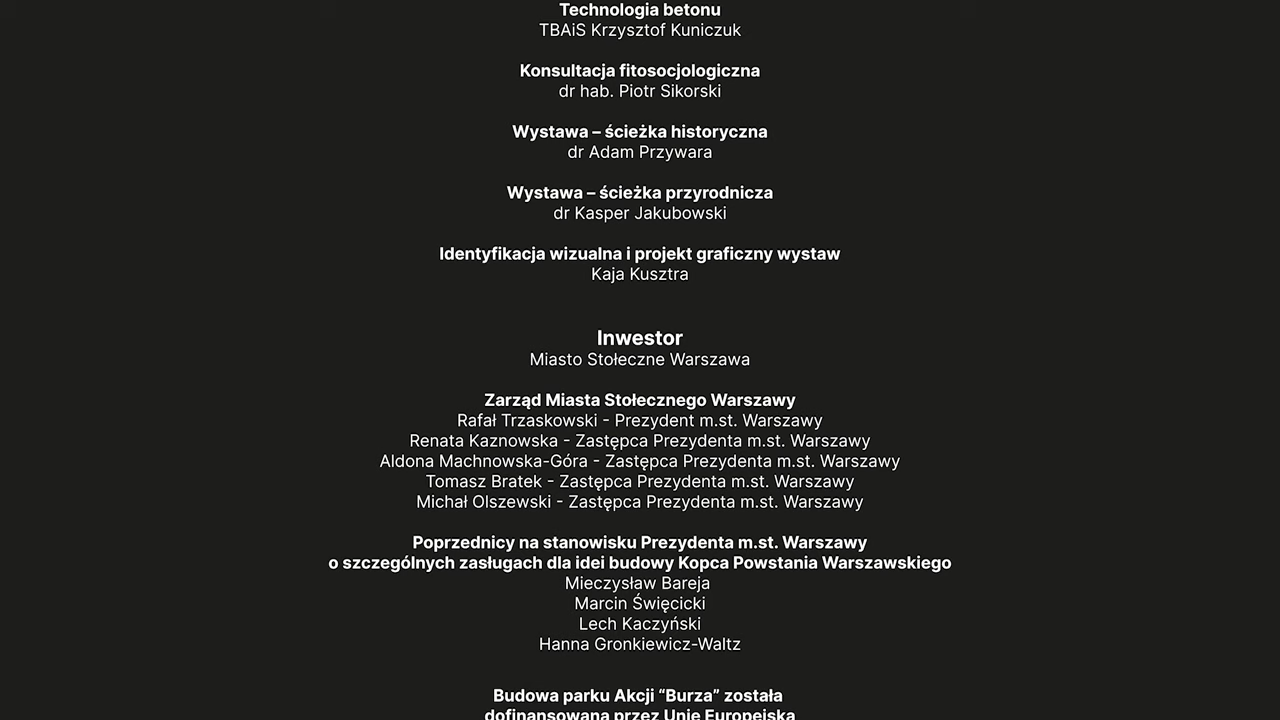 Technologia betonu
TBAiS Krzysztof Kuniczuk
Konsultacja fitosocjologiczna
dr hab. Piotr Sikorski
Wystawa – ścieżka historyczna
dr Adam Przywara
Wystawa – ścieżka przyrodnicza
dr Kasper Jakubowski
Identyfikacja wizualna i projekt graficzny wystaw
Kaja Kusztra
Inwestor
Miasto Stołeczne Warszawa
Zarząd Miasta Stołecznego Warszawy
Rafał Trzaskowski - Prezydent m.st. Warszawy
Renata Kaznowska - Zastępca Prezydenta m.st. Warszawy
Aldona Machnowska-Góra - Zastępca Prezydenta m.st. Warszawy
Tomasz Bratek - Zastępca Prezydenta m.st. Warszawy
Michał Olszewski - Zastępca Prezydenta m.st. Warszawy
Poprzednicy na stanowisku Prezydenta m.st. Warszawy
o szczególnych zasługach dla idei budowy Kopca Powstania Warszawskiego
Mieczysław Bareja
Marcin Święcicki
Lech Kaczyński
Hanna Gronkiewicz-Waltz
Budowa parku Akcji “Burza” została
dofinansowana przez Unię Europejską